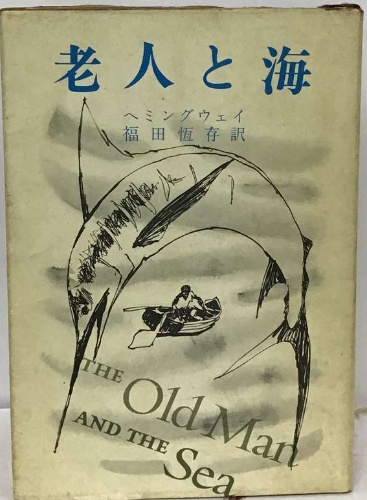 老人と海
ヘミングウェイ
福田恆存訳
THE
Old Man
AND THE
Sea